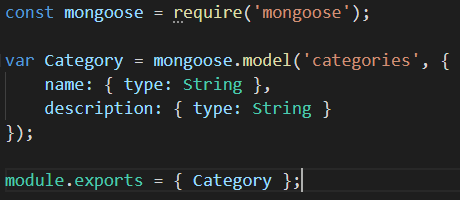 const mongoose = require('mongoose');
var Category = mongoose.model('categories', {
    name: { type: String },
    description: { type: String }
});
module.exports = { Category };